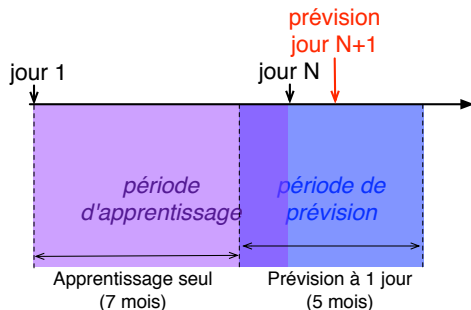 prévision
jour N+1
jour 1
jour N
période
d'apprentissage
période de
prévision
Apprentissage seul
(7 mois)
Prévision à 1 jour
(5 mois)